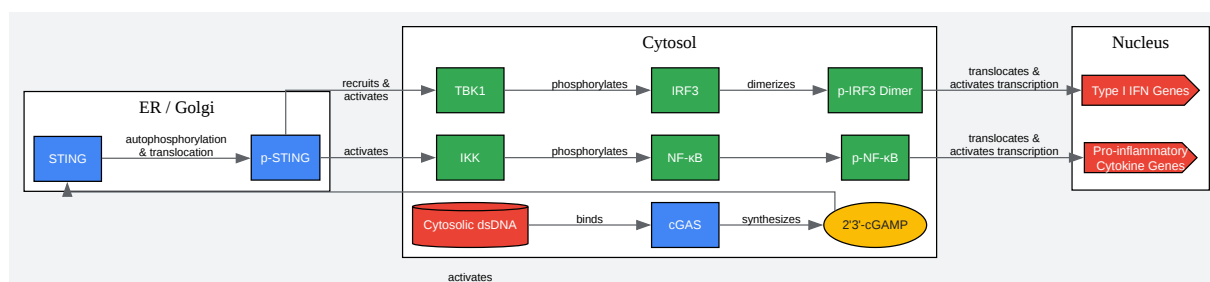 Cytosol
Nucleus
ER / Golgi
recruits &
activates
TBK1
phosphorylates
IRF3
dimerizes
p-IRF3 Dimer
translocates &
activates transcription
Type I IFN Genes
STING
autophosphorylation
& translocation
p-STING
activates
IKK
phosphorylates
NF-κB
p-NF-κB
translocates &
activates transcription
Pro-inflammatory
Cytokine Genes
Cytosolic dsDNA
binds
cGAS
synthesizes
2'3'-cGAMP
activates